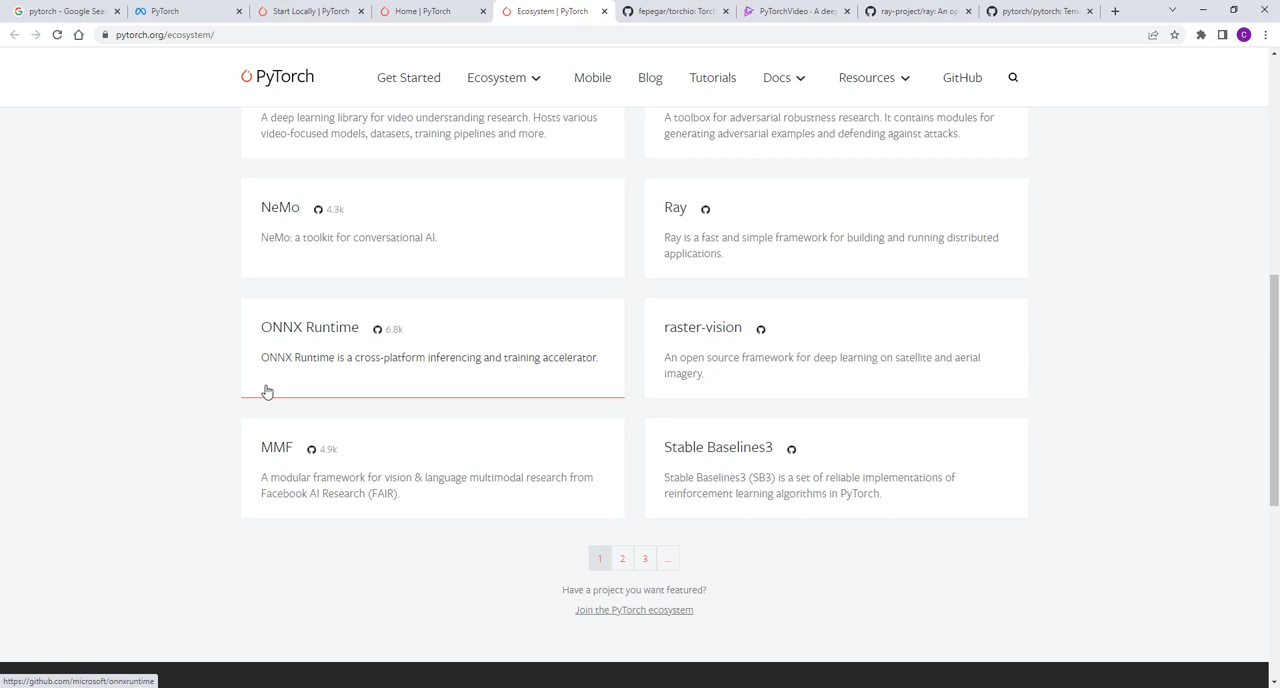 pytorch - Google Sear
PyTorch
Start Locally | PyTorch
Home | PyTorch
Ecosystem | PyTorch
fepegar/torchio: Torch
PyTorchVideo · A deep
ray-project/ray: An op
pytorch/pytorch: Tens
pytorch.org/ecosystem/
C
PyTorch
Get Started
Ecosystem
Mobile
Blog
Tutorials
Docs
Resources
GitHub
A deep learning library for video understanding research. Hosts various
video-focused models, datasets, training pipelines and more.
A toolbox for adversarial robustness research. It contains modules for
generating adversarial examples and defending against attacks.
NeMo 4.3k
NeMo: a toolkit for conversational AI.
Ray
Ray is a fast and simple framework for building and running distributed
applications.
ONNX Runtime 6.8k
ONNX Runtime is a cross-platform inferencing and training accelerator.
raster-vision
An open source framework for deep learning on satellite and aerial
imagery.
MMF 4.9k
A modular framework for vision & language multimodal research from
Facebook AI Research (FAIR).
Stable Baselines3
Stable Baselines3 (SB3) is a set of reliable implementations of
reinforcement learning algorithms in PyTorch.
1 2 3 ...
Have a project you want featured?
Join the PyTorch ecosystem
https://github.com/microsoft/onnxruntime